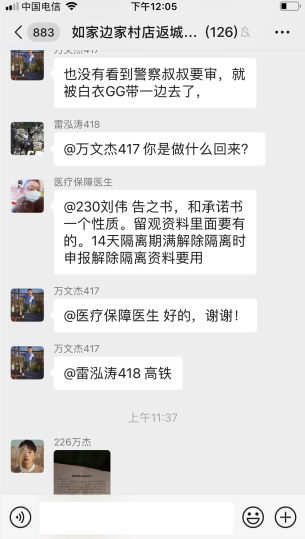 中国电信 下午12:05
883 如家边家村店返城... （126）
万文杰417
也没有看到警察叔叔要审，就
被白衣GG带一边去了，
雷泓涛418
@万文杰417 你是做什么回来?
医疗保障医生
@230刘伟 告之书，和承诺书
一个性质。留观资料里面要有
的。14天隔离期满解除隔离时
申报解除隔离资料要用
万文杰417
@医疗保障医生 好的，谢谢!
万文杰417
@雷泓涛418 高铁
上午11:37
226万杰